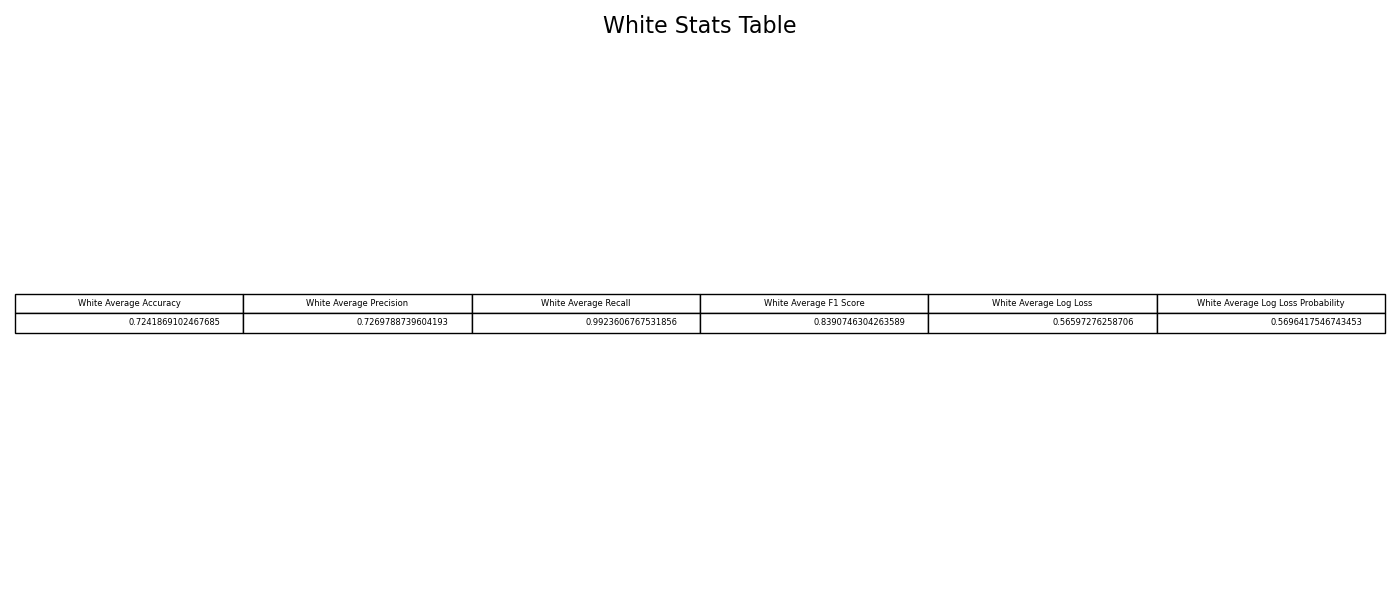 White Stats Table
White Average Accuracy White Average Precision White Average Recall White Average F1 Score White Average Log Loss White Average Log Loss Probability
0.7241869102467685 0.7269788739604193 0.9923606767531856 0.8390746304263589 0.56597276258706 0.5696417546743453